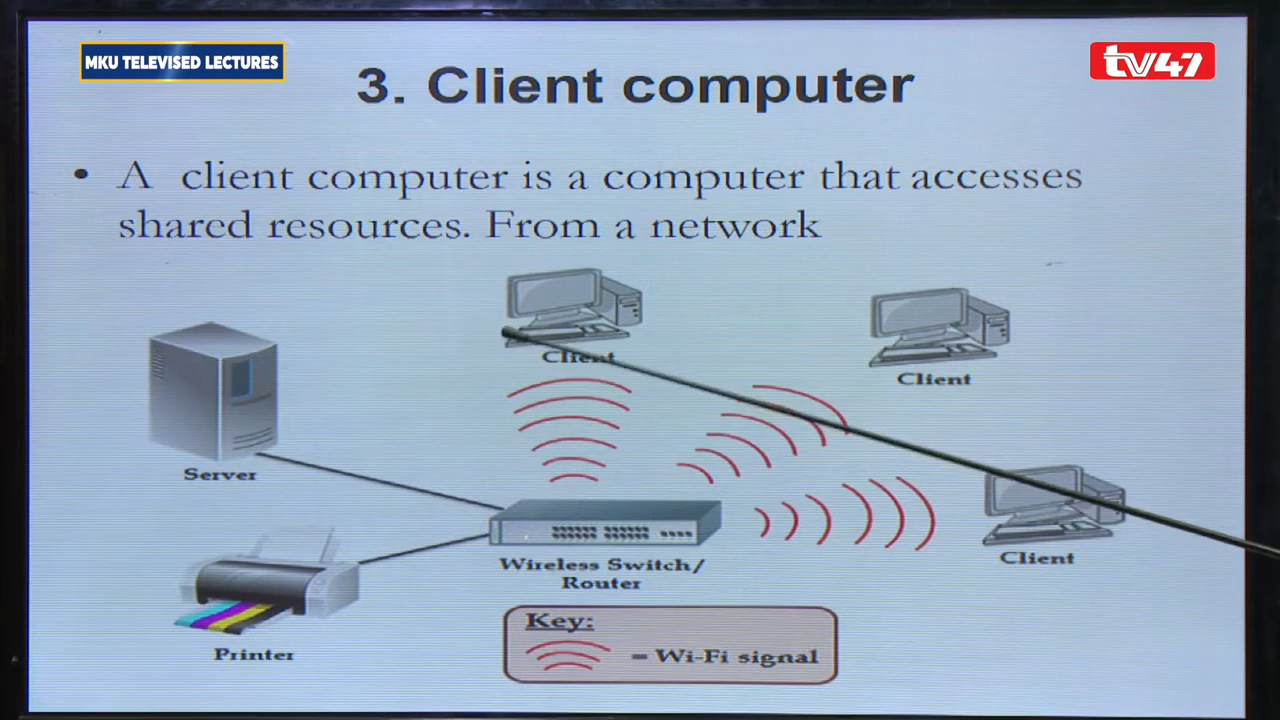 MKU TELEVISED LECTURES
tv47
3. Client computer
• A client computer is a computer that accesses
shared resources. From a network
Client
Client
Server
Client
Wireless Switch/
Router
Printer
Key:
= Wi-Fi signal